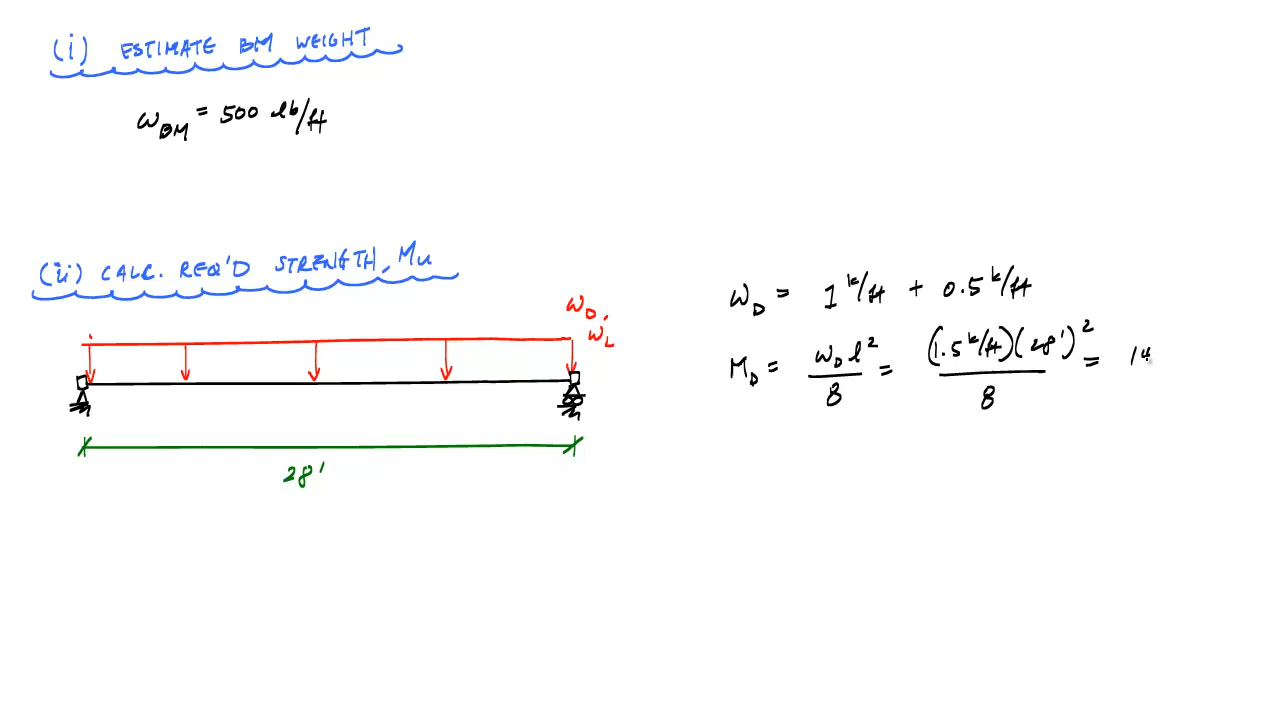 (i) ESTIMATE BM WEIGHT
ω_BM = 500 lb/ft
(ii) CALC. REQ'D STRENGTH, Mu
ω_D,
ω_L
28'
ω_D = 1 k/ft + 0.5 k/ft
M_D = ω_D l² / 8 = (1.5 k/ft)(28')² / 8 = 14